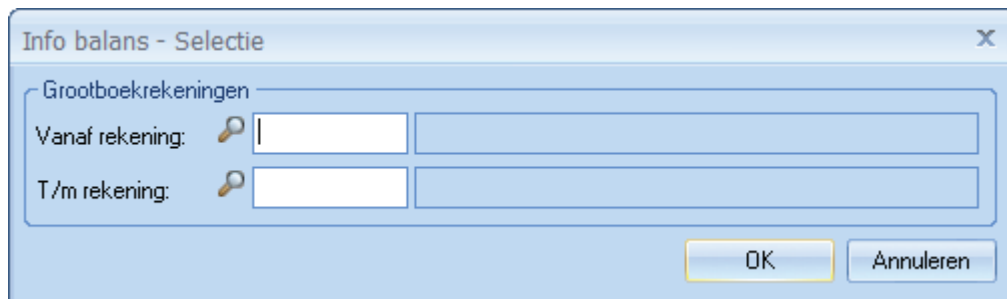 Info balans - Selectie
Grootboekrekeningen
Vanaf rekening:
T/m rekening:
OK Annuleren